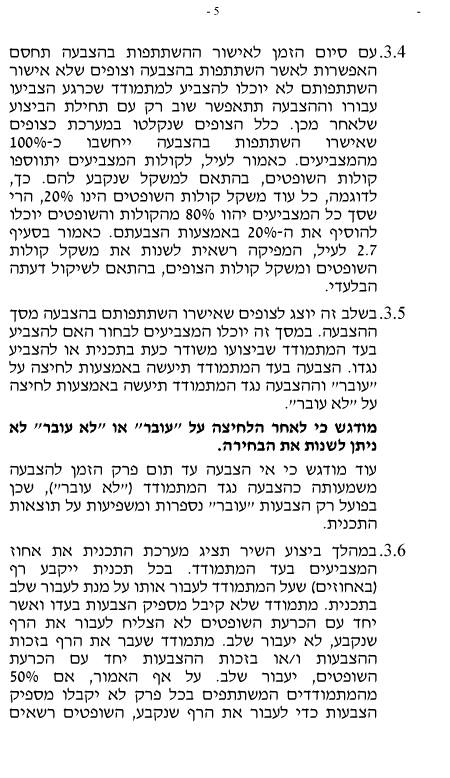 - 5 -
-
3.4. עם סיום הזמן לאישור ההשתתפות בהצבעה תחסם
האפשרות לאשר השתתפות בהצבעה וצופים שלא אישור
השתתפותם לא יוכלו להצביע למתמודד שכרגע הצביעו
עבורו וההצבעה תתאפשר שוב רק עם תחילת הביצוע
שלאחר מכן. כלל הצופים שנקלטו במערכת כצופים
שאישרו השתתפות בהצבעה ייחשבו כ-100%
מהמצביעים. כאמור לעיל, לקולות המצביעים יתווספו
קולות השופטים, בהתאם למשקל שנקבע להם. כך,
לדוגמה, כל עוד משקל קולות השופטים הינו 20%, הרי
שסך כל המצביעים יהוו 80% מהקולות והשופטים יוכלו
להוסיף את ה-20% באמצעות הצבעתם. כאמור בסעיף
2.7 לעיל, המפיקה רשאית לשנות את משקל קולות
השופטים ומשקל קולות הצופים, בהתאם לשיקול דעתה
הבלעדי.
3.5. בשלב זה יוצג לצופים שאישרו השתתפותם בהצבעה מסך
ההצבעה. במסך זה יוכלו המצביעים לבחור האם להצביע
בעד המתמודד שביצועו משודר כעת בתכנית או להצביע
נגדו. הצבעה בעד המתמודד תיעשה באמצעות לחיצה על
"עובר" וההצבעה נגד המתמודד תיעשה באמצעות לחיצה
על "לא עובר".
מודגש כי לאחר הלחיצה על "עובר" או "לא עובר" לא
ניתן לשנות את הבחירה.
עוד מודגש כי אי הצבעה עד תום פרק הזמן להצבעה
משמעותה כהצבעה נגד המתמודד ("לא עובר"), שכן
בפועל רק הצבעות "עובר" נספרות ומשפיעות על תוצאות
התכנית.
3.6. במהלך ביצוע השיר תציג מערכת התכנית את אחוז
המצביעים בעד המתמודד. בכל תכנית ייקבע רף
(באחוזים) שעל המתמודד לעבור אותו על מנת לעבור שלב
בתכנית. מתמודד שלא קיבל מספיק הצבעות בעדו ואשר
יחד עם הכרעת השופטים לא הצליח לעבור את הרף
שנקבע, לא יעבור שלב. מתמודד שעבר את הרף בזכות
ההצבעות ו/או בזכות ההצבעות יחד עם הכרעת
השופטים, יעבור שלב. על אף האמור, אם 50%
מהמתמודדים המשתתפים בכל פרק לא יקבלו מספיק
הצבעות כדי לעבור את הרף שנקבע, השופטים רשאים